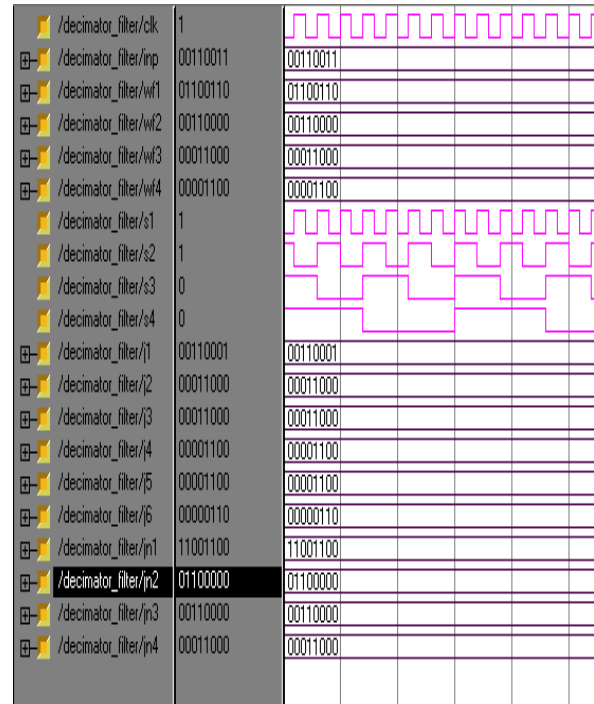 /decimator_filter/clk 1
/decimator_filter/inp 00110011 00110011
/decimator_filter/wf1 01100110 01100110
/decimator_filter/wf2 00110000 00110000
/decimator_filter/wf3 00011000 00011000
/decimator_filter/wf4 00001100 00001100
/decimator_filter/s1 1
/decimator_filter/s2 1
/decimator_filter/s3 0
/decimator_filter/s4 0
/decimator_filter/j1 00110001 00110001
/decimator_filter/j2 00011000 00011000
/decimator_filter/j3 00011000 00011000
/decimator_filter/j4 00001100 00001100
/decimator_filter/j5 00001100 00001100
/decimator_filter/j6 00000110 00000110
/decimator_filter/jn1 11001100 11001100
/decimator_filter/jn2 01100000 01100000
/decimator_filter/jn3 00110000 00110000
/decimator_filter/jn4 00011000 00011000